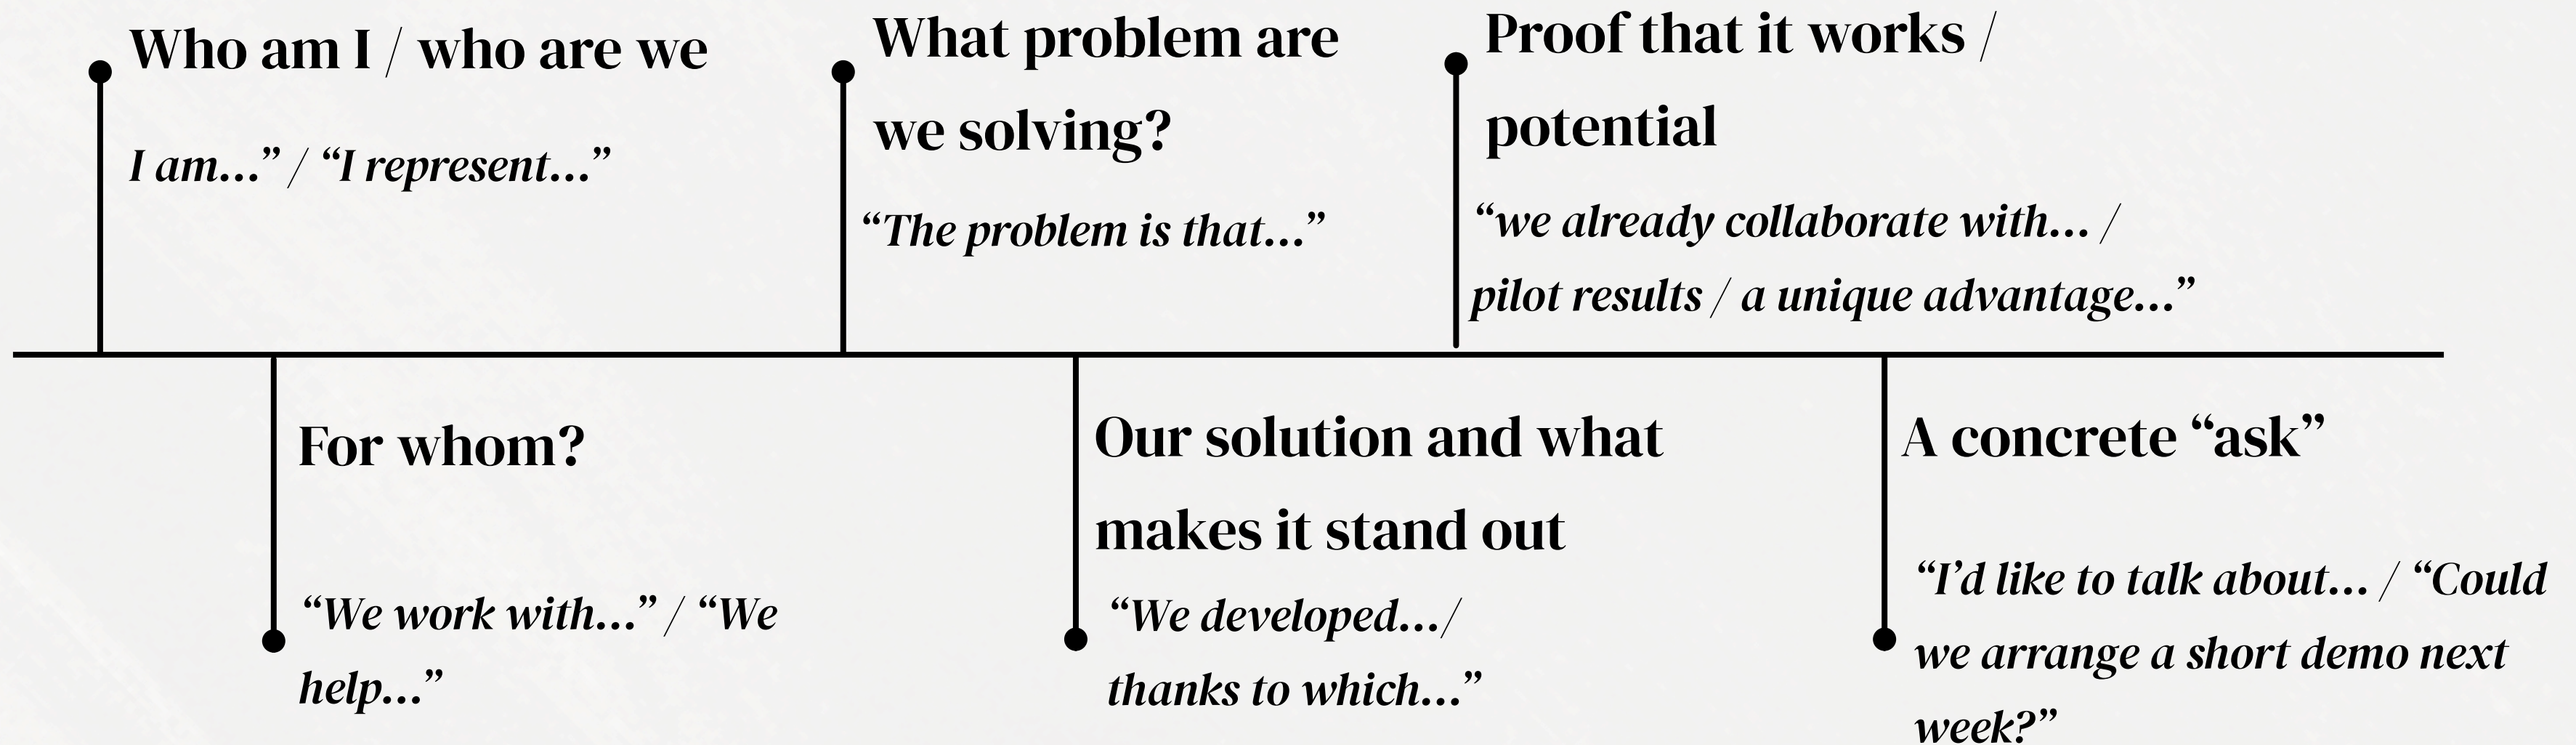 Who am I / who are we
I am...” / “I represent...”
For whom?
“We work with...” / “We
help...”
What problem are
we solving?
“The problem is that...”
Our solution and what
makes it stand out
“We developed.../
thanks to which...”
Proof that it works /
potential
“we already collaborate with... /
pilot results / a unique advantage...”
A concrete “ask”
“I’d like to talk about... / “Could
we arrange a short demo next
week?”